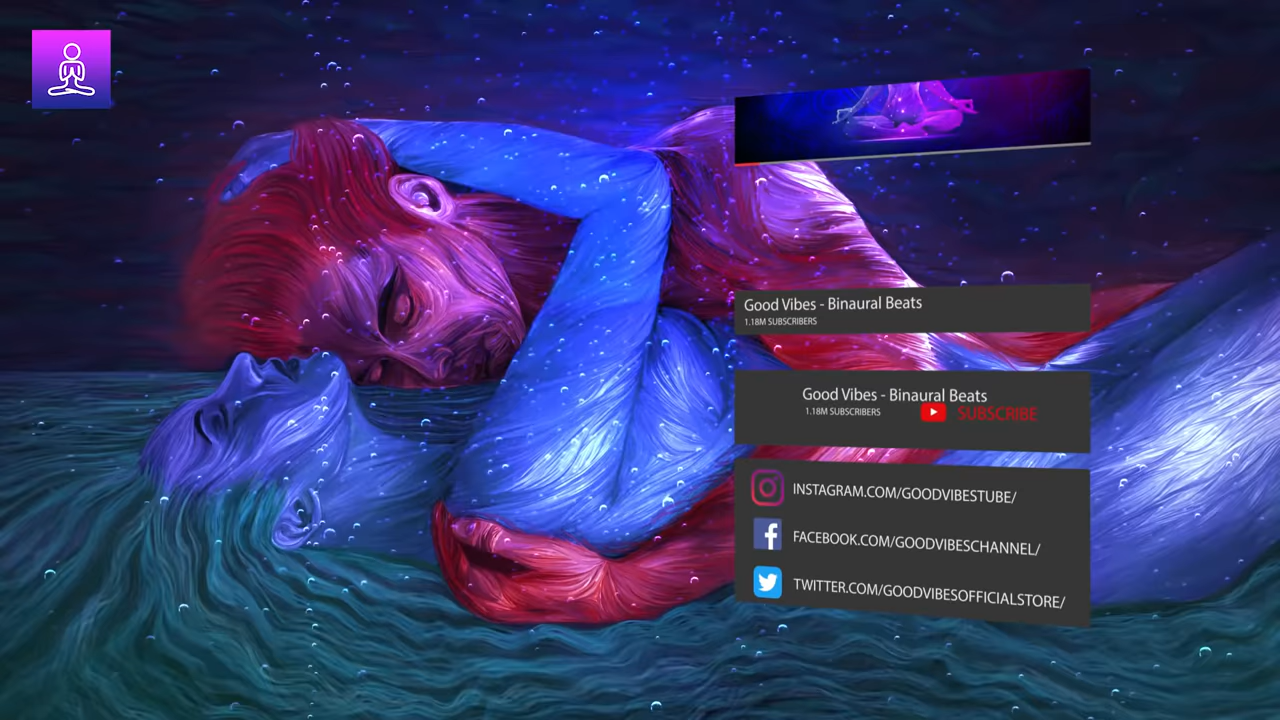 Good Vibes - Binaural Beats
1.18M SUBSCRIBERS
Good Vibes - Binaural Beats
1.18M SUBSCRIBERS
SUBSCRIBE
INSTAGRAM.COM/GOODVIBESTUBE/
FACEBOOK.COM/GOODVIBESCHANNEL/
TWITTER.COM/GOODVIBESOFFICIALSTORE/